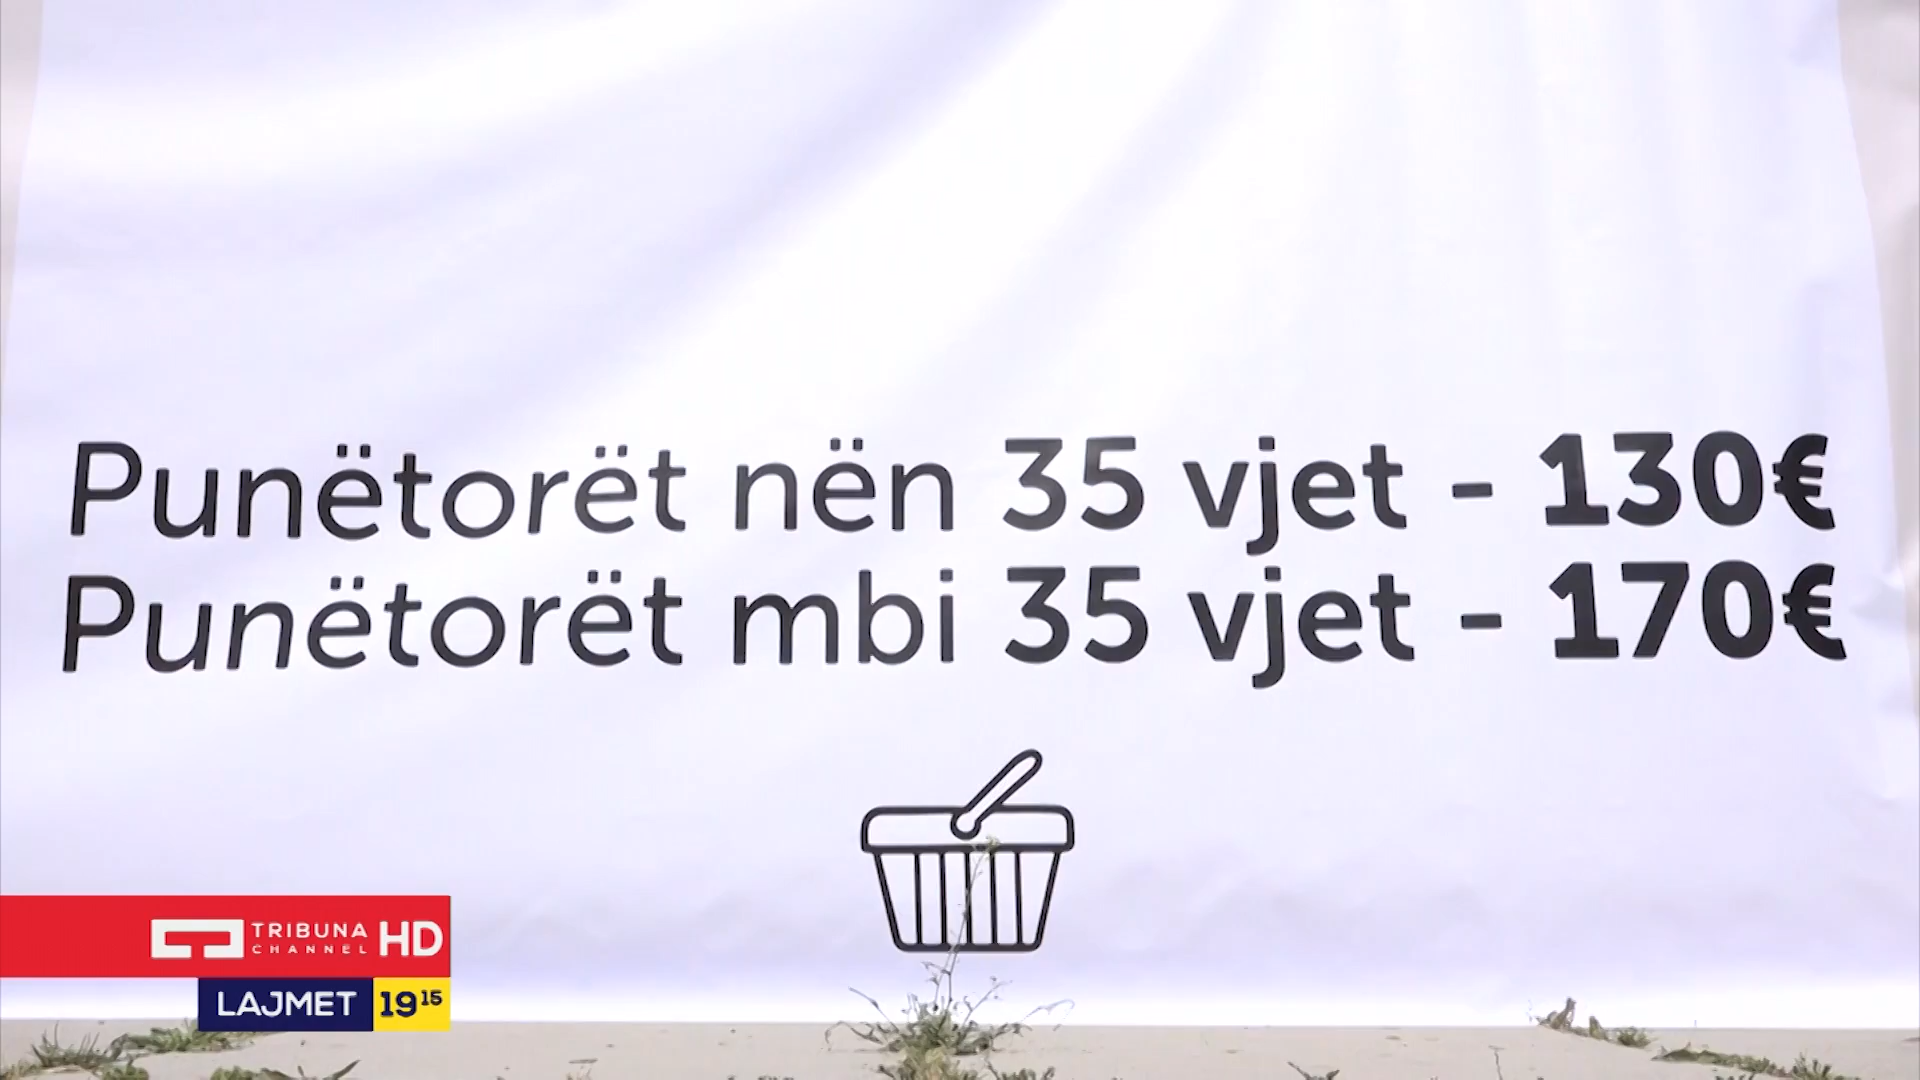 Punëtorët nën 35 vjet - 130€
Punëtorët mbi 35 vjet - 170€
TRIBUNA
CHANNEL
HD
LAJMET 19 15